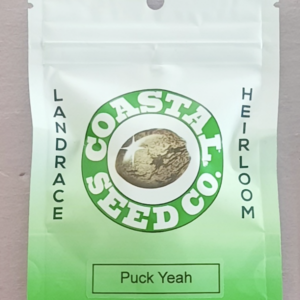 LANDRACE
COASTAL
SEED CO.
HEIRLOOM
Puck Yeah